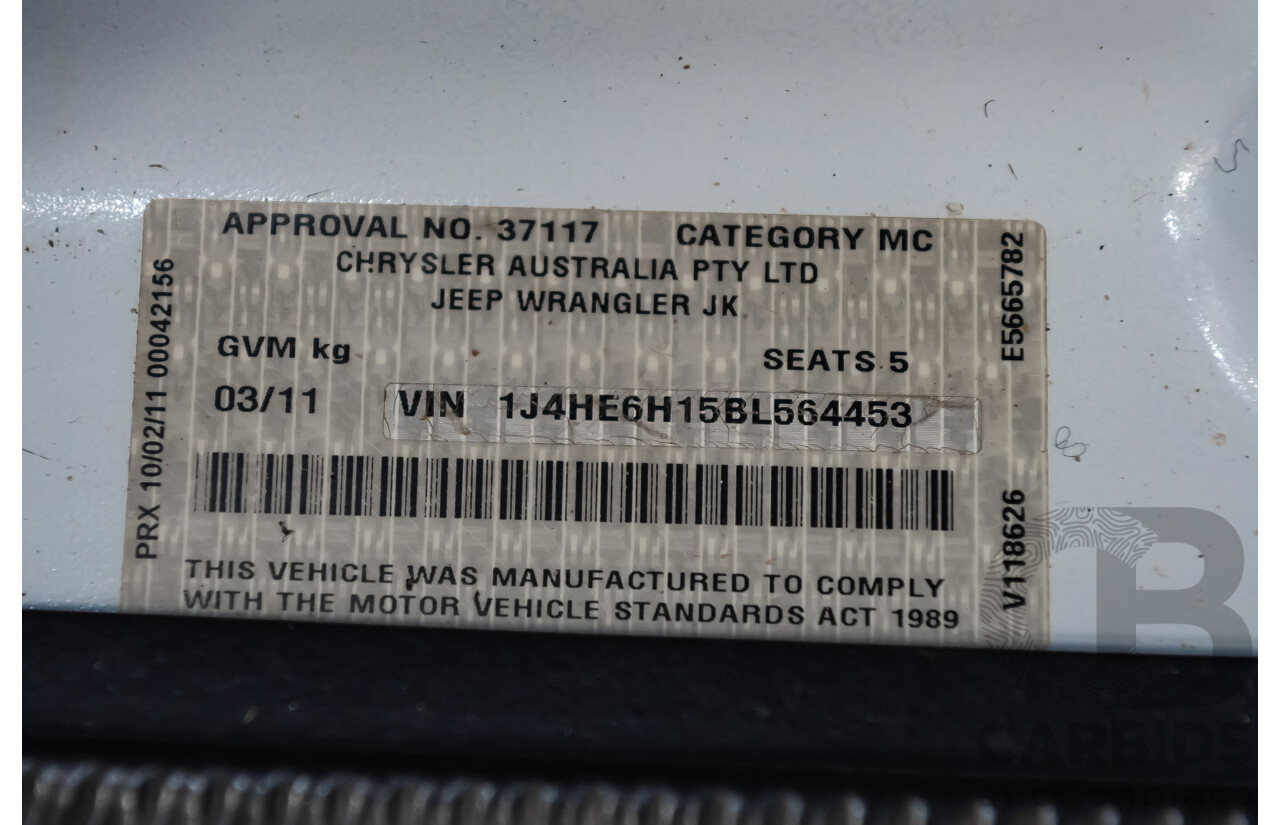 APPROVAL NO. 37117 CATEGORY MC
CHRYSLER AUSTRALIA PTY LTD
JEEP WRANGLER JK
GVM kg SEATS 5
03/11 VIN 1J4HE6H15BL564453
THIS VEHICLE WAS MANUFACTURED TO COMPLY
WITH THE MOTOR VEHICLE STANDARDS ACT 1989
PRX 10/02/11 00042156
E5665782
V118626
B
CARBIDS